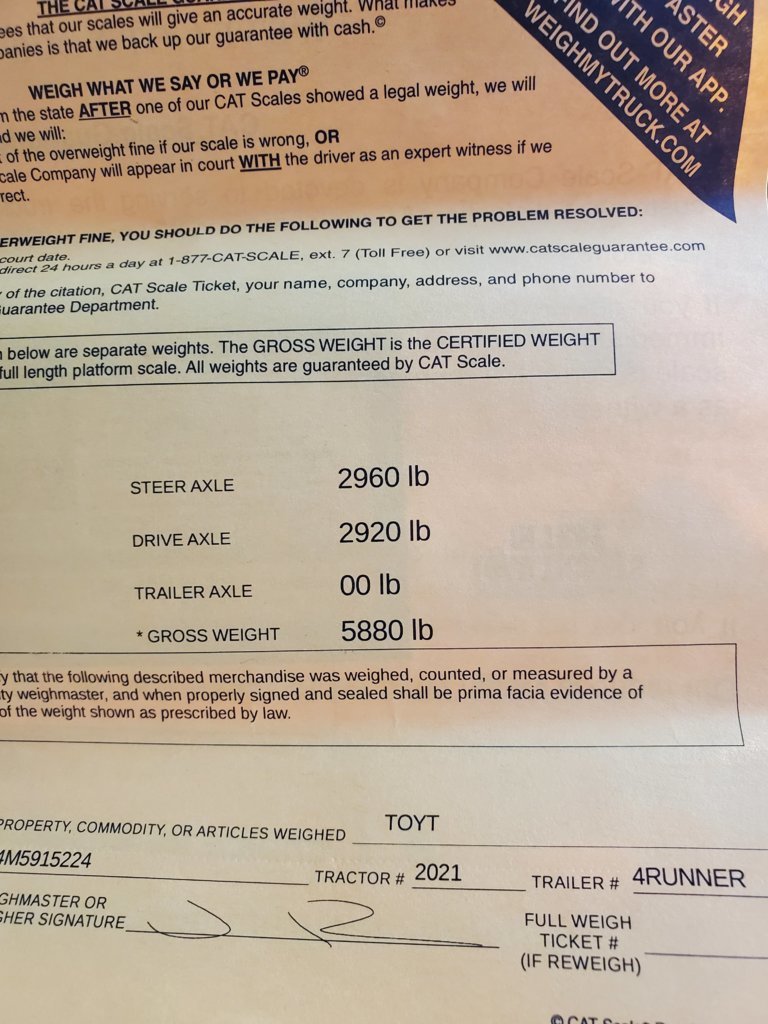 THE CAT SCALE
ees that our scales will give an accurate weight. What makes
panies is that we back up our guarantee with cash.©
GH
ASTER
ITH OUR APP.
FIND OUT MORE AT
WEIGHMYTRUCK.COM
WEIGH WHAT WE SAY OR WE PAY®
n the state AFTER one of our CAT Scales showed a legal weight, we will
d we will:
of the overweight fine if our scale is wrong, OR
cale Company will appear in court WITH the driver as an expert witness if we
rect.
ERWEIGHT FINE, YOU SHOULD DO THE FOLLOWING TO GET THE PROBLEM RESOLVED:
court date.
direct 24 hours a day at 1-877-CAT-SCALE, ext. 7 (Toll Free) or visit www.catscaleguarantee.com
of the citation, CAT Scale Ticket, your name, company, address, and phone number to
uarantee Department.
below are separate weights. The GROSS WEIGHT is the CERTIFIED WEIGHT
full length platform scale. All weights are guaranteed by CAT Scale.
STEER AXLE 2960 lb
DRIVE AXLE 2920 lb
TRAILER AXLE 00 lb
* GROSS WEIGHT 5880 lb
y that the following described merchandise was weighed, counted, or measured by a
ty weighmaster, and when properly signed and sealed shall be prima facia evidence of
of the weight shown as prescribed by law.
PROPERTY, COMMODITY, OR ARTICLES WEIGHED TOYT
4M5915224 TRACTOR # 2021 TRAILER # 4RUNNER
GHMASTER OR
GHER SIGNATURE
FULL WEIGH
TICKET #
(IF REWEIGH)
© CAT